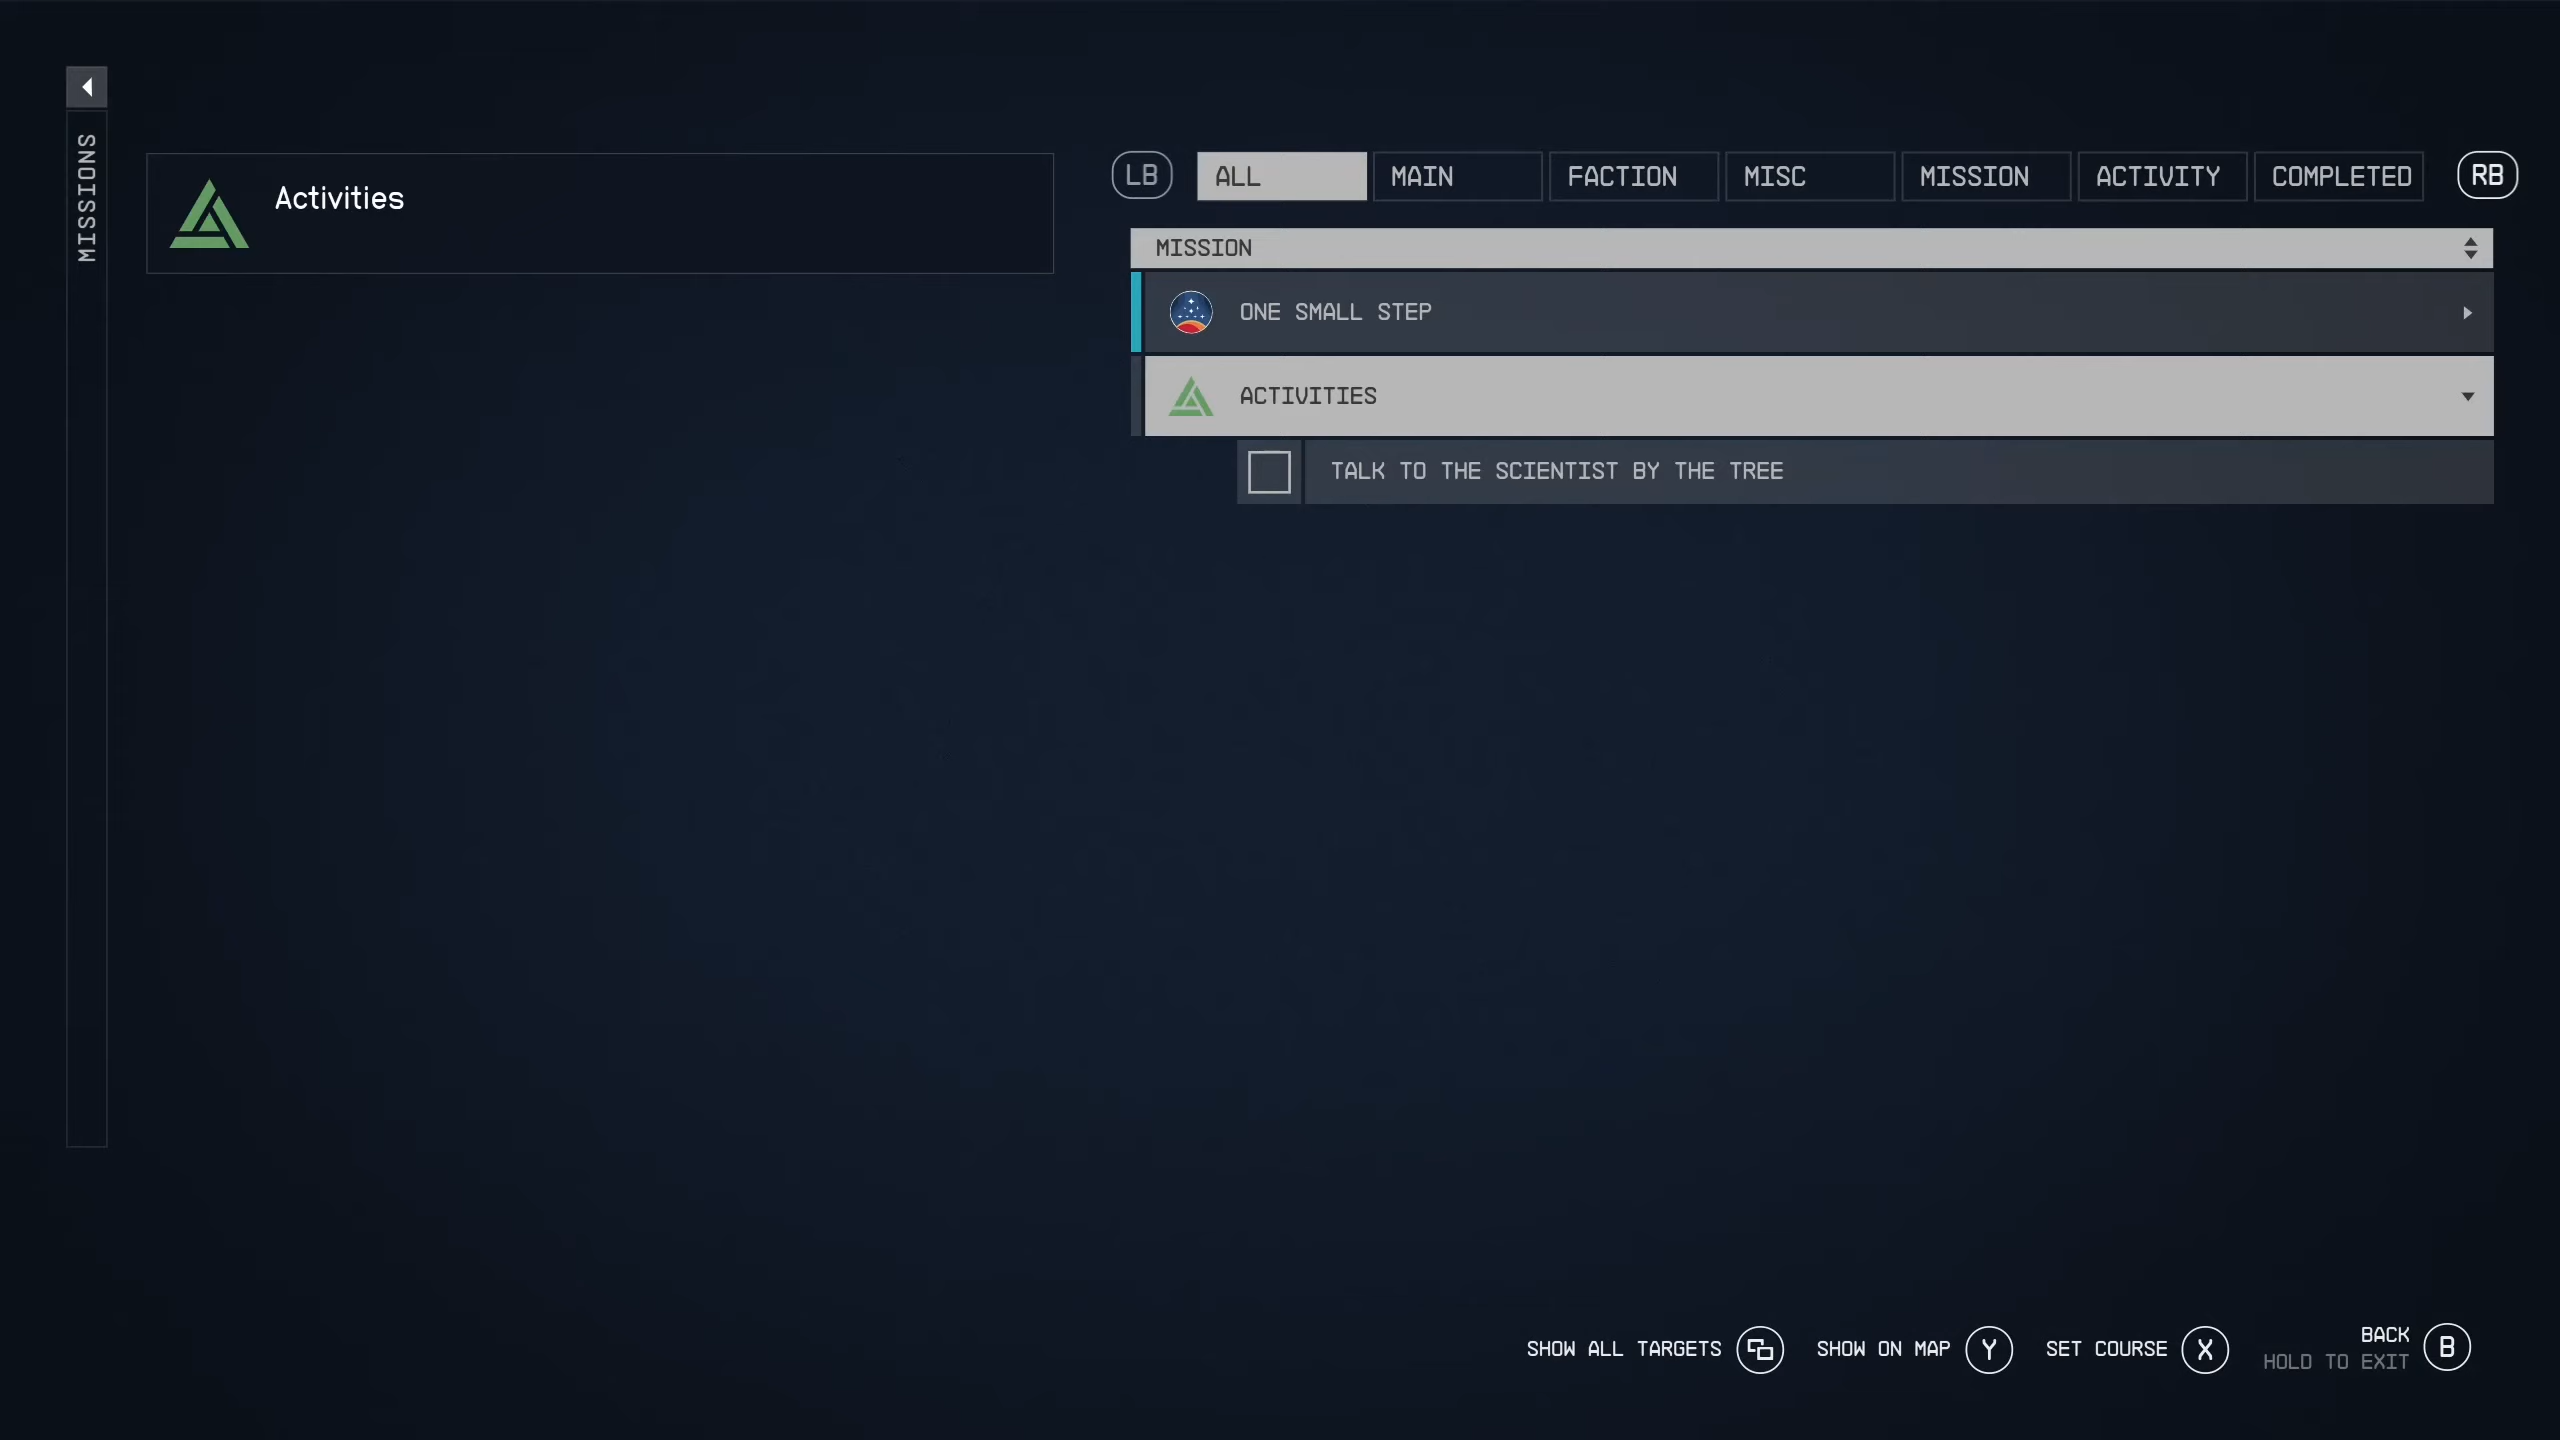 MISSIONS
Activities
LB
ALL
MAIN
FACTION
MISC
MISSION
ACTIVITY
COMPLETED
RB
MISSION
ONE SMALL STEP
ACTIVITIES
TALK TO THE SCIENTIST BY THE TREE
SHOW ALL TARGETS
SHOW ON MAP Y
SET COURSE X
BACK B
HOLD TO EXIT